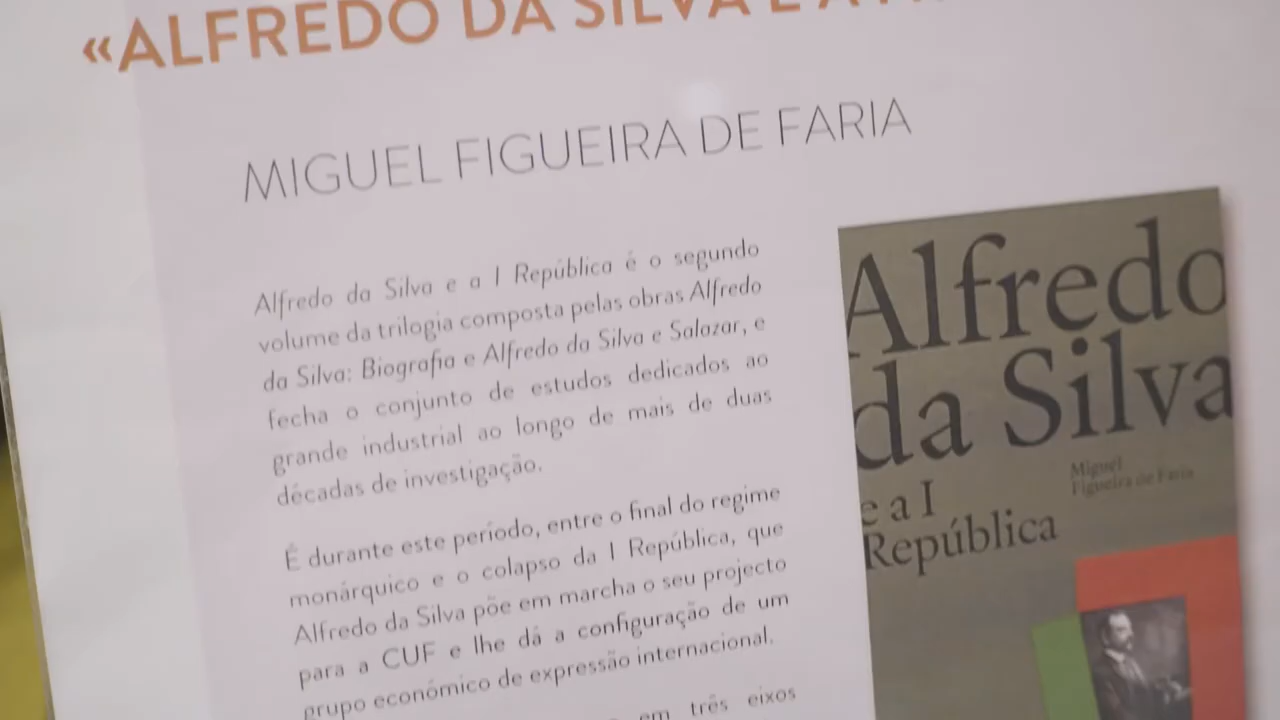 «ALFREDO DA SILVA E A
MIGUEL FIGUEIRA DE FARIA
Alfredo da Silva e a I República é o segundo
volume da trilogia composta pelas obras Alfredo
da Silva: Biografia e Alfredo da Silva e Salazar, e
fecha o conjunto de estudos dedicados ao
grande industrial ao longo de mais de duas
décadas de investigação.
É durante este período, entre o final do regime
monárquico e o colapso da I República, que
Alfredo da Silva põe em marcha o seu projecto
para a CUF e lhe dá a configuração de um
grupo económico de expressão internacional.
em três eixos
Alfredo
da Silva
e a I
República
Miguel
Figueira de Faria